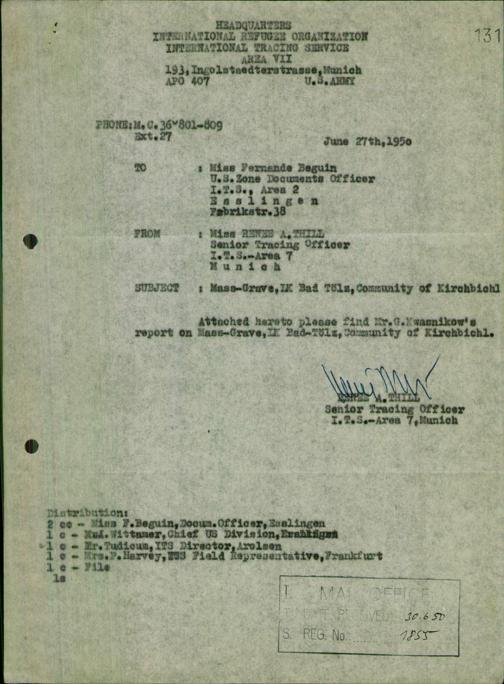 HEADQUARTERS
INTERNATIONAL REFUGEE ORGANIZATION
INTERNATIONAL TRACING SERVICE
AREA VII
193,Ingolstaedterstrasse,Munich
APO 407 U.S.ARMY
131
PHONE:M.C.36-801-809
Ext.27
June 27th,1950
TO : Miss Fernande Beguin
U.S.Zone Documents Officer
I.T.S., Area 2
E s s l i n g e n
Fabrikstr.38
FROM : Miss RENEE A.THILL
Senior Tracing Officer
I.T.S.-Area 7
M u n i c h
SUBJECT : Mass-Grave,LK Bad Tölz,Community of Kirchbichl
Attached hereto please find Mr.G.Kwasnikow's
report on Mass-Grave,LK Bad-Tölz,Community of Kirchbichl.
RENEE A.THILL
Senior Tracing Officer
I.T.S.-Area 7,Munich
Distribution:
2 cc - Miss F.Beguin,Docum.Officer,Esslingen
1 c - A.Wittamer,Chief US Division,
1 c - Mr.Tudicum,ITS Director,Arolsen
1 c - Mrs.P.Harvey, Field Representative,Frankfurt
1 c - File
ls
I. MAIL OFFICE
30.6.50
S. REG. No. 1855